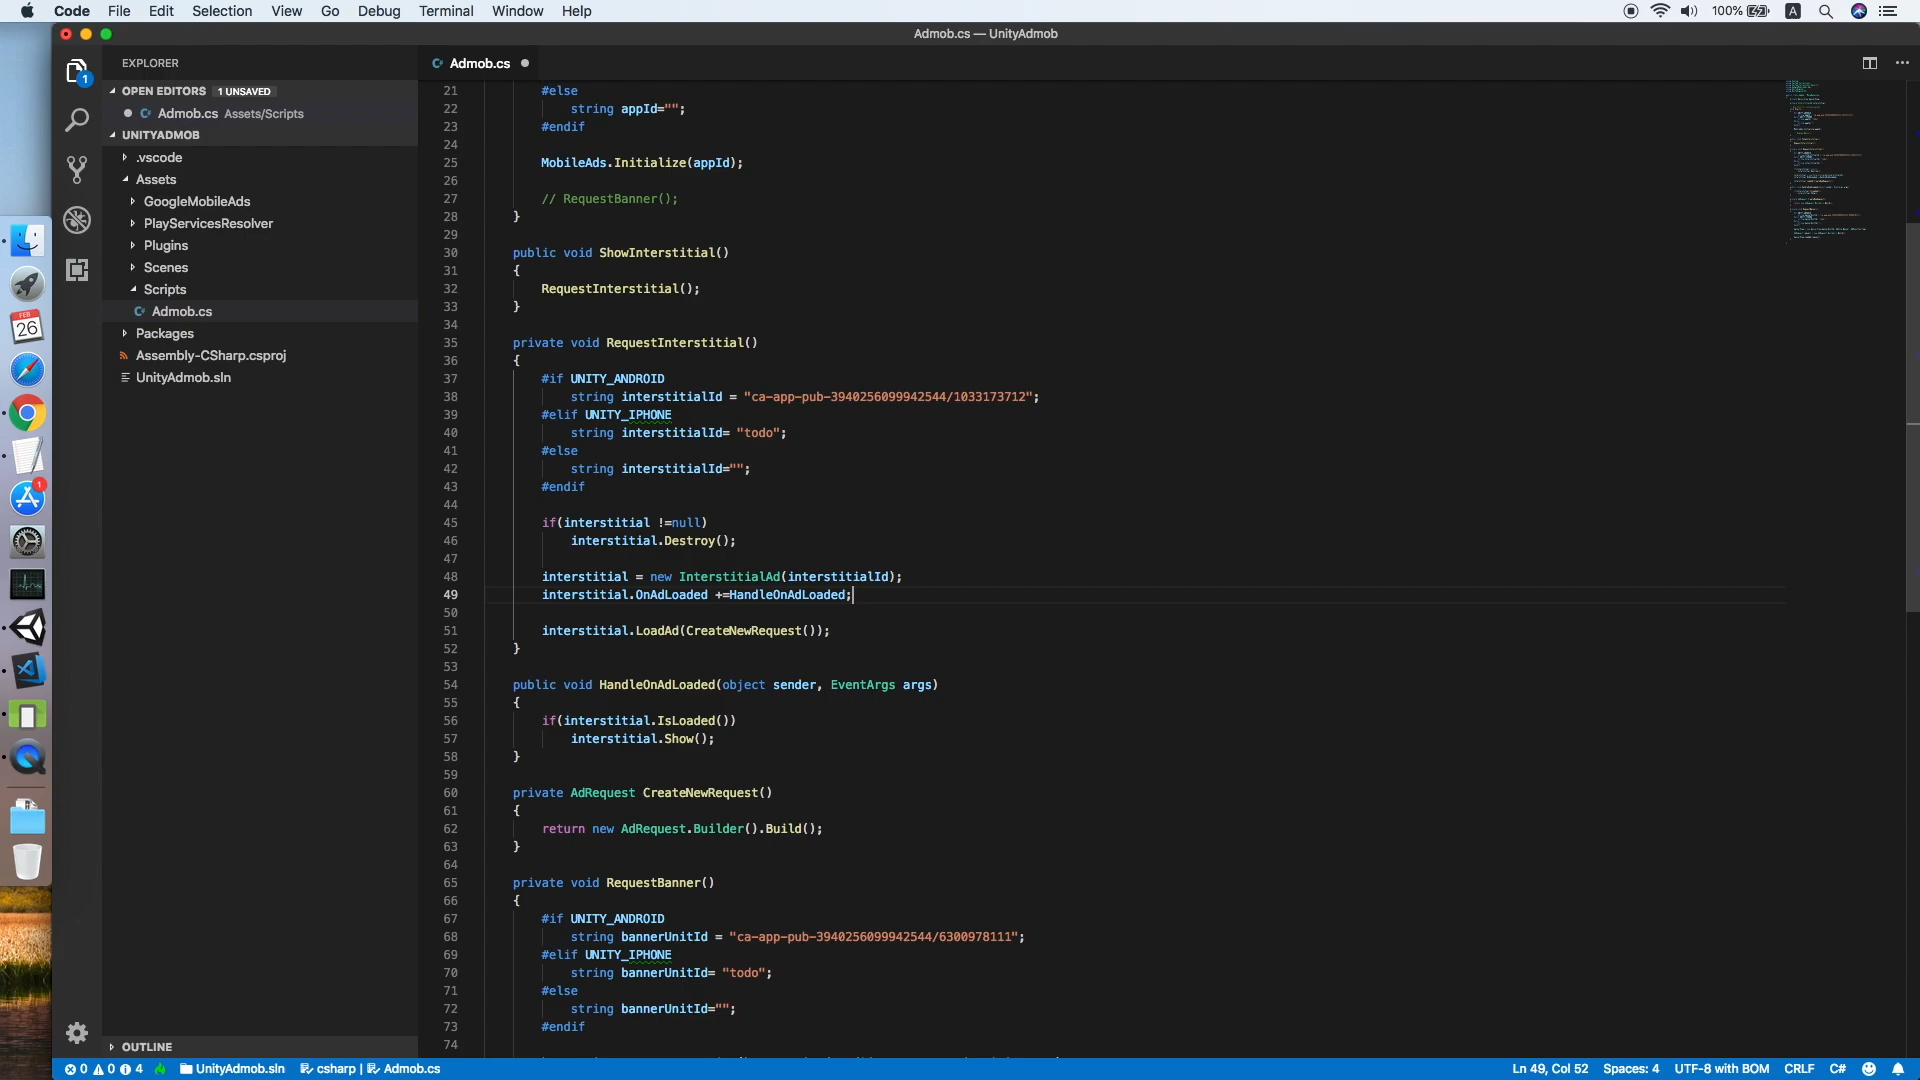 Code File Edit Selection View Go Debug Terminal Window Help 100% A
Admob.cs — UnityAdmob
EXPLORER
OPEN EDITORS 1 UNSAVED
Admob.cs Assets/Scripts
UNITYADMOB
.vscode
Assets
GoogleMobileAds
PlayServicesResolver
Plugins
Scenes
Scripts
Admob.cs
Packages
Assembly-CSharp.csproj
UnityAdmob.sln
OUTLINE
1
FEB
26
1
Admob.cs
21 #else
22 string appId="";
23 #endif
24
25 MobileAds.Initialize(appId);
26
27 // RequestBanner();
28 }
29
30 public void ShowInterstitial()
31 {
32 RequestInterstitial();
33 }
34
35 private void RequestInterstitial()
36 {
37 #if UNITY_ANDROID
38 string interstitialId = "ca-app-pub-3940256099942544/1033173712";
39 #elif UNITY_IPHONE
40 string interstitialId= "todo";
41 #else
42 string interstitialId="";
43 #endif
44
45 if(interstitial !=null)
46 interstitial.Destroy();
47
48 interstitial = new InterstitialAd(interstitialId);
49 interstitial.OnAdLoaded +=HandleOnAdLoaded;
50
51 interstitial.LoadAd(CreateNewRequest());
52 }
53
54 public void HandleOnAdLoaded(object sender, EventArgs args)
55 {
56 if(interstitial.IsLoaded())
57 interstitial.Show();
58 }
59
60 private AdRequest CreateNewRequest()
61 {
62 return new AdRequest.Builder().Build();
63 }
64
65 private void RequestBanner()
66 {
67 #if UNITY_ANDROID
68 string bannerUnitId = "ca-app-pub-3940256099942544/6300978111";
69 #elif UNITY_IPHONE
70 string bannerUnitId= "todo";
71 #else
72 string bannerUnitId="";
73 #endif
74
0 0 4 UnityAdmob.sln csharp | Admob.cs Ln 49, Col 52 Spaces: 4 UTF-8 with BOM CRLF C#